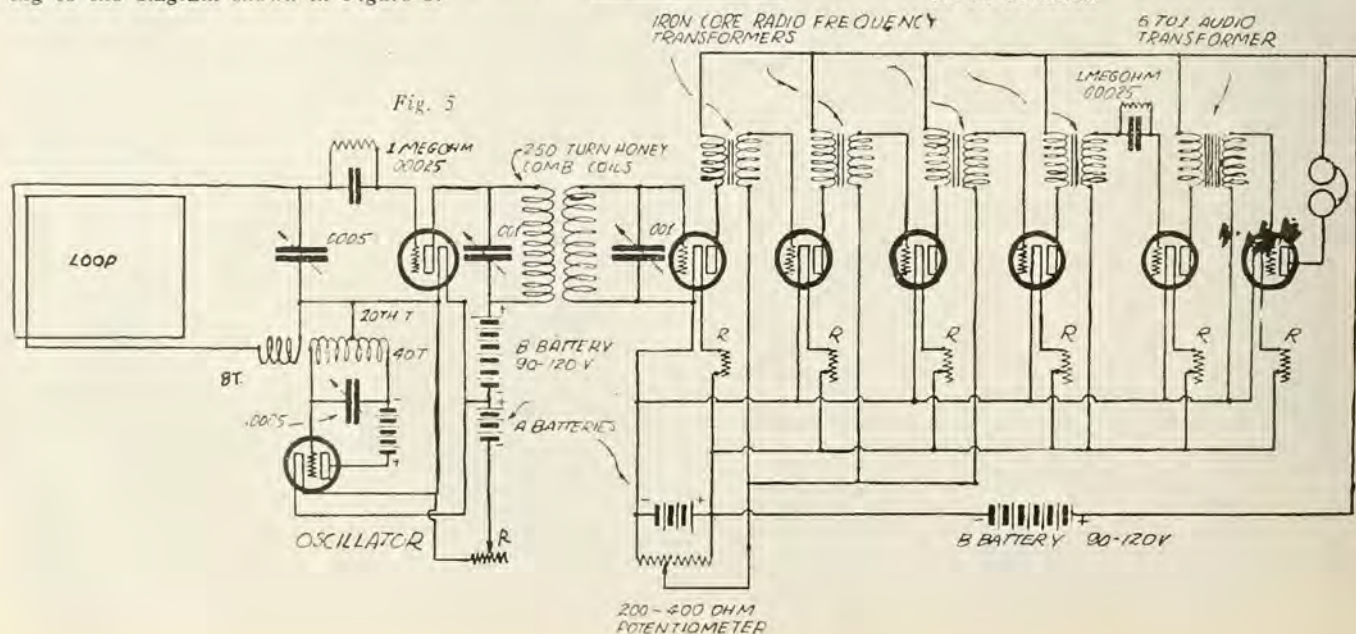 ing to the diagram shown in Figure 5.
IRON CORE RADIO FREQUENCY
TRANSFORMERS
6 TO 1 AUDIO
TRANSFORMER
Fig. 5
1 MEGOHM
00025
1 MEGOHM
00025
250 TURN HONEY
COMB COILS
LOOP
.0005
.001
.001
20TH T
40T
8T.
.0005
B BATTERY
90-120 V
A BATTERIES
R
R
R
R
R
R
- +
- +
- +
- +
OSCILLATOR
R
- +
- +
B BATTERY 90-120 V
200-400 OHM
POTENTIOMETER